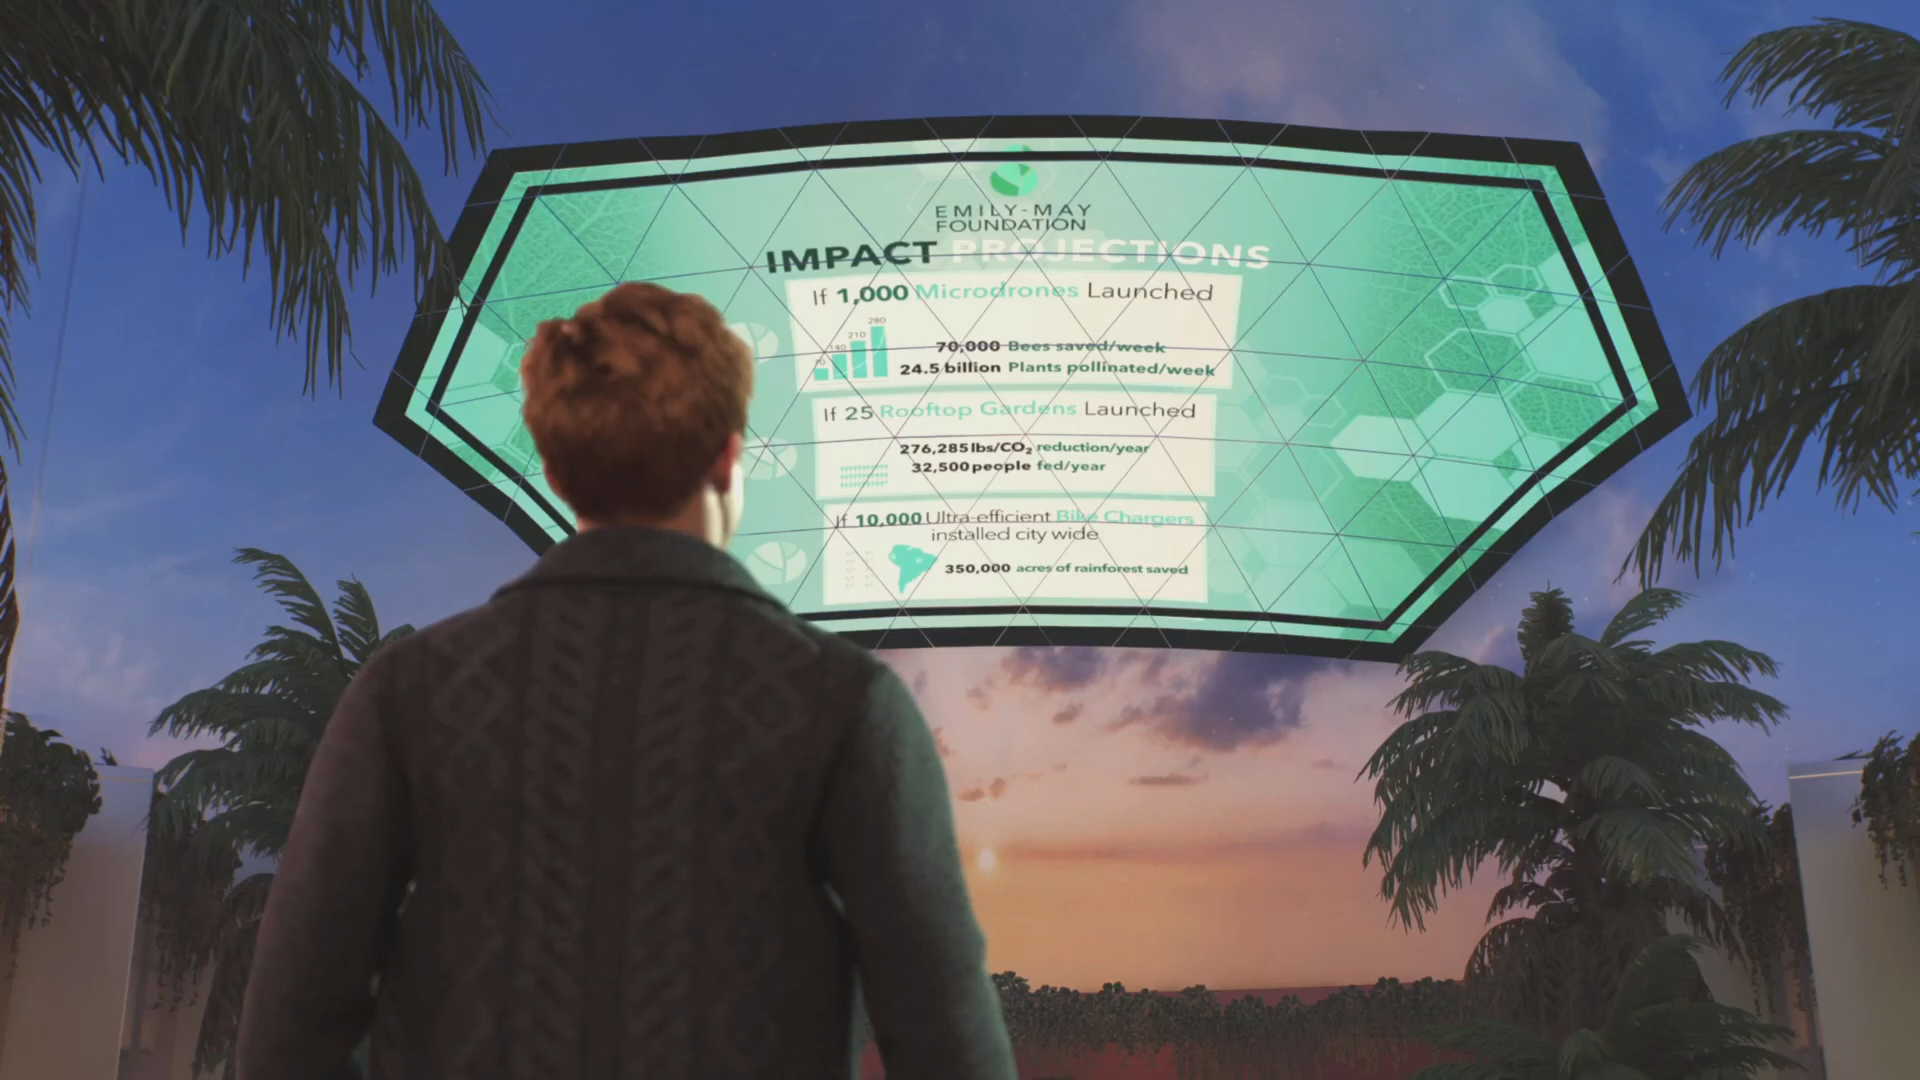 EMILY-MAY
FOUNDATION
IMPACT PROJECTIONS
If 1,000 Microdrones Launched
280
210
140
70
70,000 Bees saved/week
24.5 billion Plants pollinated/week
If 25 Rooftop Gardens Launched
276,285 lbs/CO₂ reduction/year
32,500 people fed/year
If 10,000 Ultra-efficient Bike Chargers
installed city wide
350,000 acres of rainforest saved